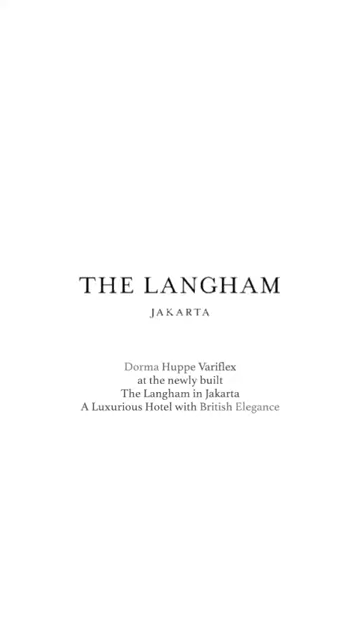 THE LANGHAM
JAKARTA
Dorma Huppe Variflex
at the newly built
The Langham in Jakarta
A Luxurious Hotel with British Elegance